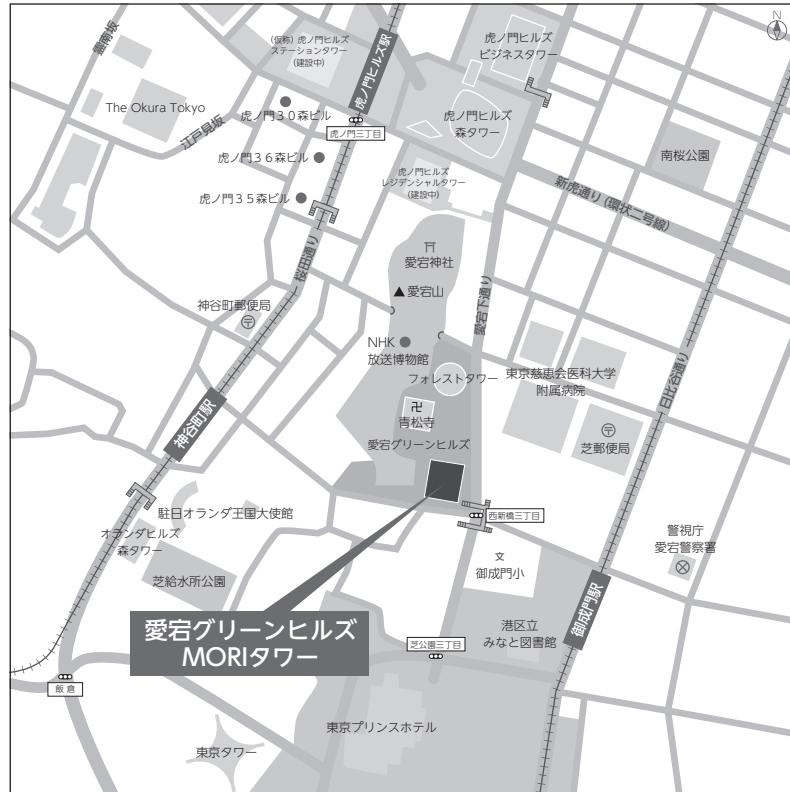 N
霊南坂
(仮称)虎ノ門ヒルズ
ステーションタワー
(建設中)
虎ノ門ヒルズ駅
虎ノ門ヒルズ
ビジネスタワー
The Okura Tokyo
江戸見坂
虎ノ門30森ビル
虎ノ門三丁目
虎ノ門ヒルズ
森タワー
虎ノ門36森ビル
虎ノ門35森ビル
虎ノ門ヒルズ
レジデンシャルタワー
(建設中)
南桜公園
新虎通り(環状二号線)
桜田通り
愛宕神社
愛宕山
愛宕下通り
神谷町郵便局
〒
NHK
放送博物館
フォレストタワー
東京慈恵会医科大学
附属病院
日比谷通り
卍
青松寺
〒
芝郵便局
神谷町駅
愛宕グリーンヒルズ
駐日オランダ王国大使館
西新橋三丁目
オランダヒルズ
森タワー
警視庁
愛宕警察署
文
御成門小
芝給水所公園
御成門駅
愛宕グリーンヒルズ
MORIタワー
港区立
みなと図書館
芝公園三丁目
飯倉
東京プリンスホテル
東京タワー